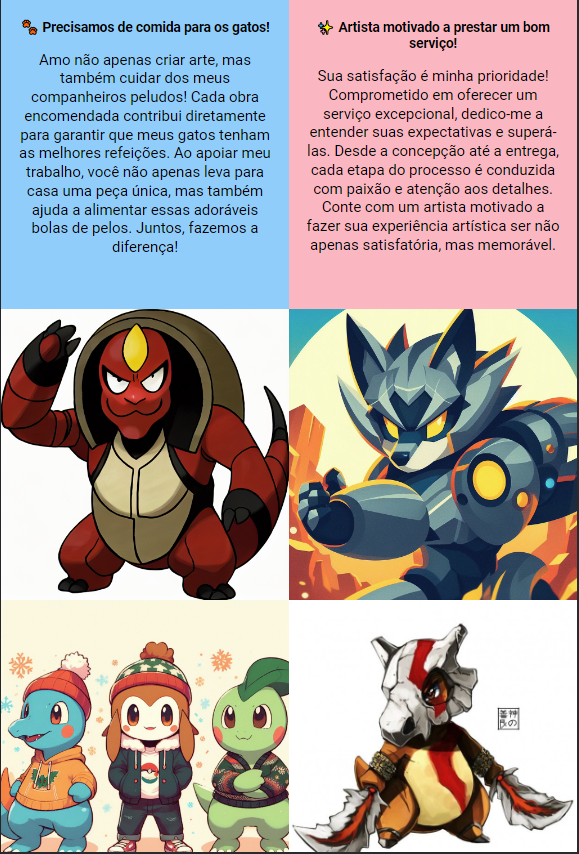 🐾 Precisamos de comida para os gatos!
Amo não apenas criar arte, mas
também cuidar dos meus
companheiros peludos! Cada obra
encomendada contribui diretamente
para garantir que meus gatos tenham
as melhores refeições. Ao apoiar meu
trabalho, você não apenas leva para
casa uma peça única, mas também
ajuda a alimentar essas adoráveis
bolas de pelos. Juntos, fazemos a
diferença!
✨ Artista motivado a prestar um bom
serviço!
Sua satisfação é minha prioridade!
Comprometido em oferecer um
serviço excepcional, dedico-me a
entender suas expectativas e superá-
las. Desde a concepção até a entrega,
cada etapa do processo é conduzida
com paixão e atenção aos detalhes.
Conte com um artista motivado a
fazer sua experiência artística ser não
apenas satisfatória, mas memorável.